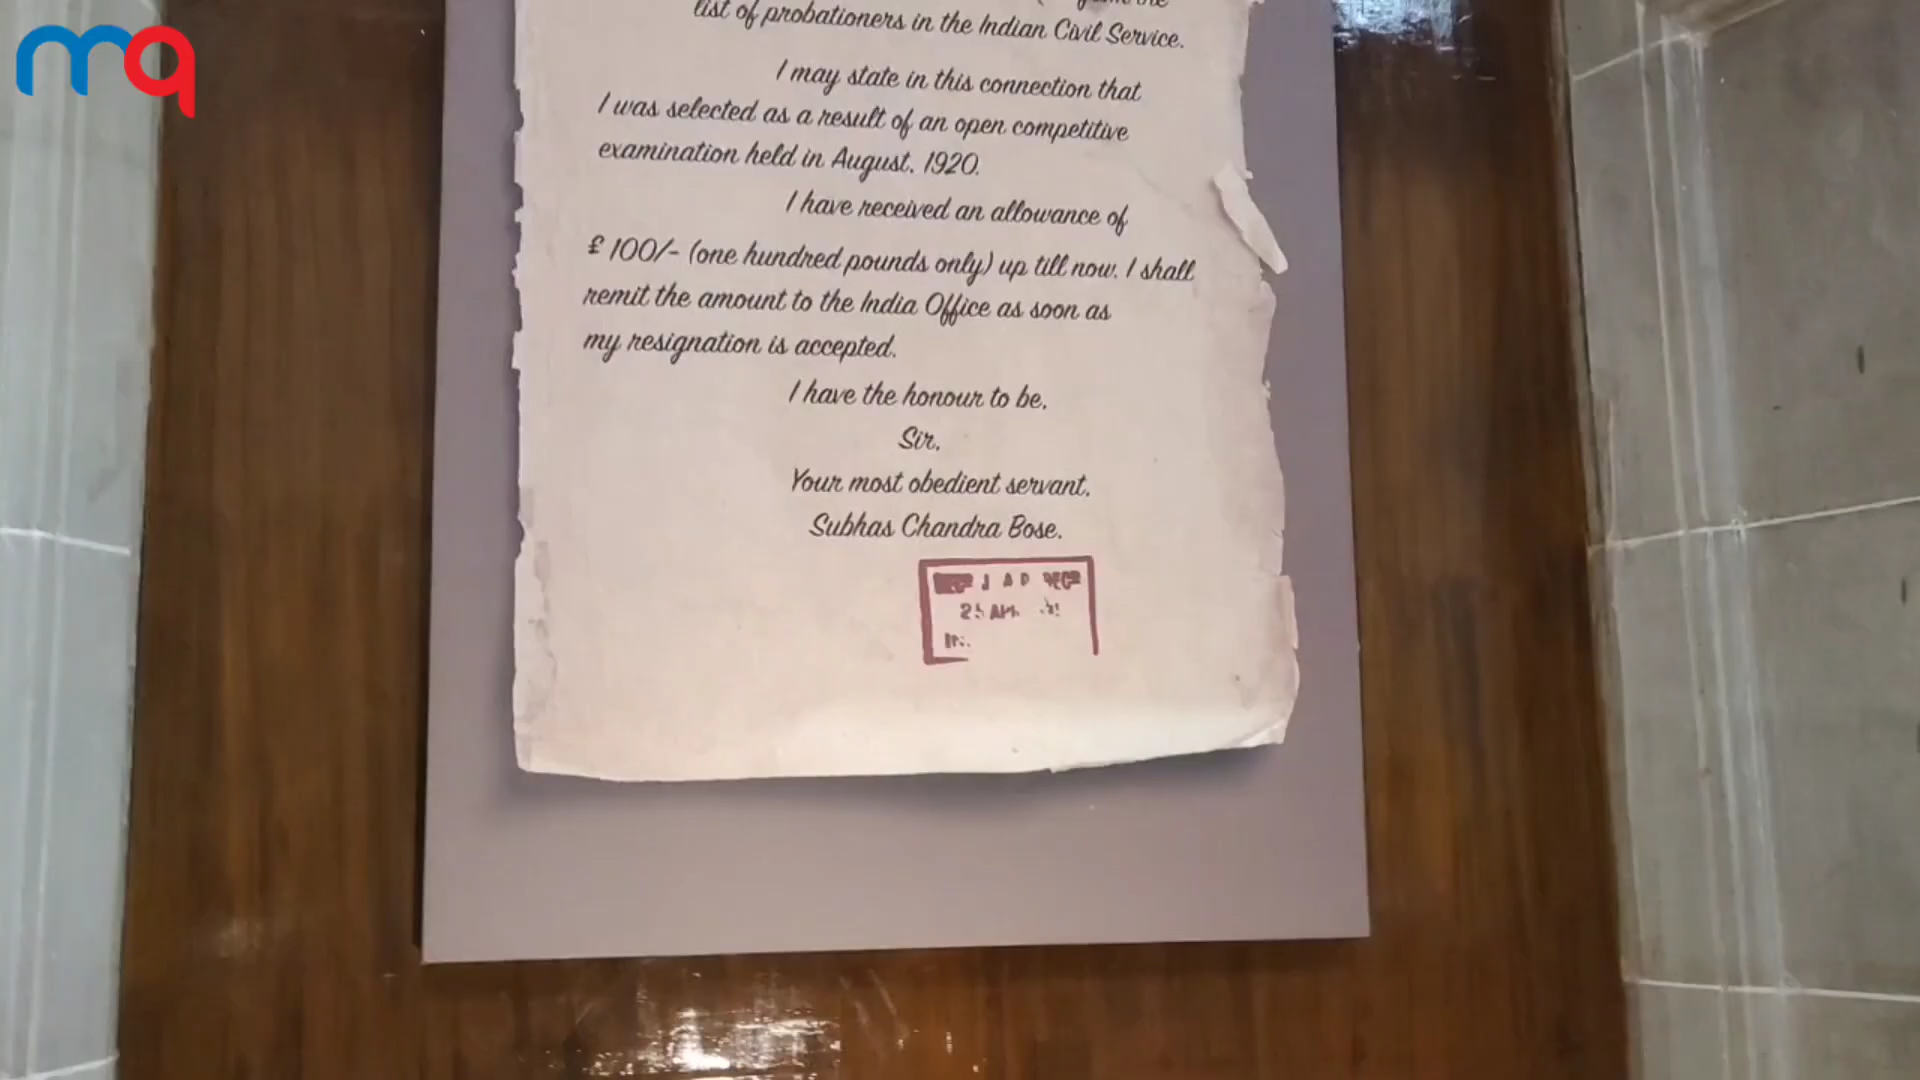 mq
the
list of probationers in the Indian Civil Service.
I may state in this connection that
I was selected as a result of an open competitive
examination held in August, 1920.
I have received an allowance of
£ 100/- (one hundred pounds only) up till now. I shall
remit the amount to the India Office as soon as
my resignation is accepted.
I have the honour to be,
Sir,
Your most obedient servant,
Subhas Chandra Bose.